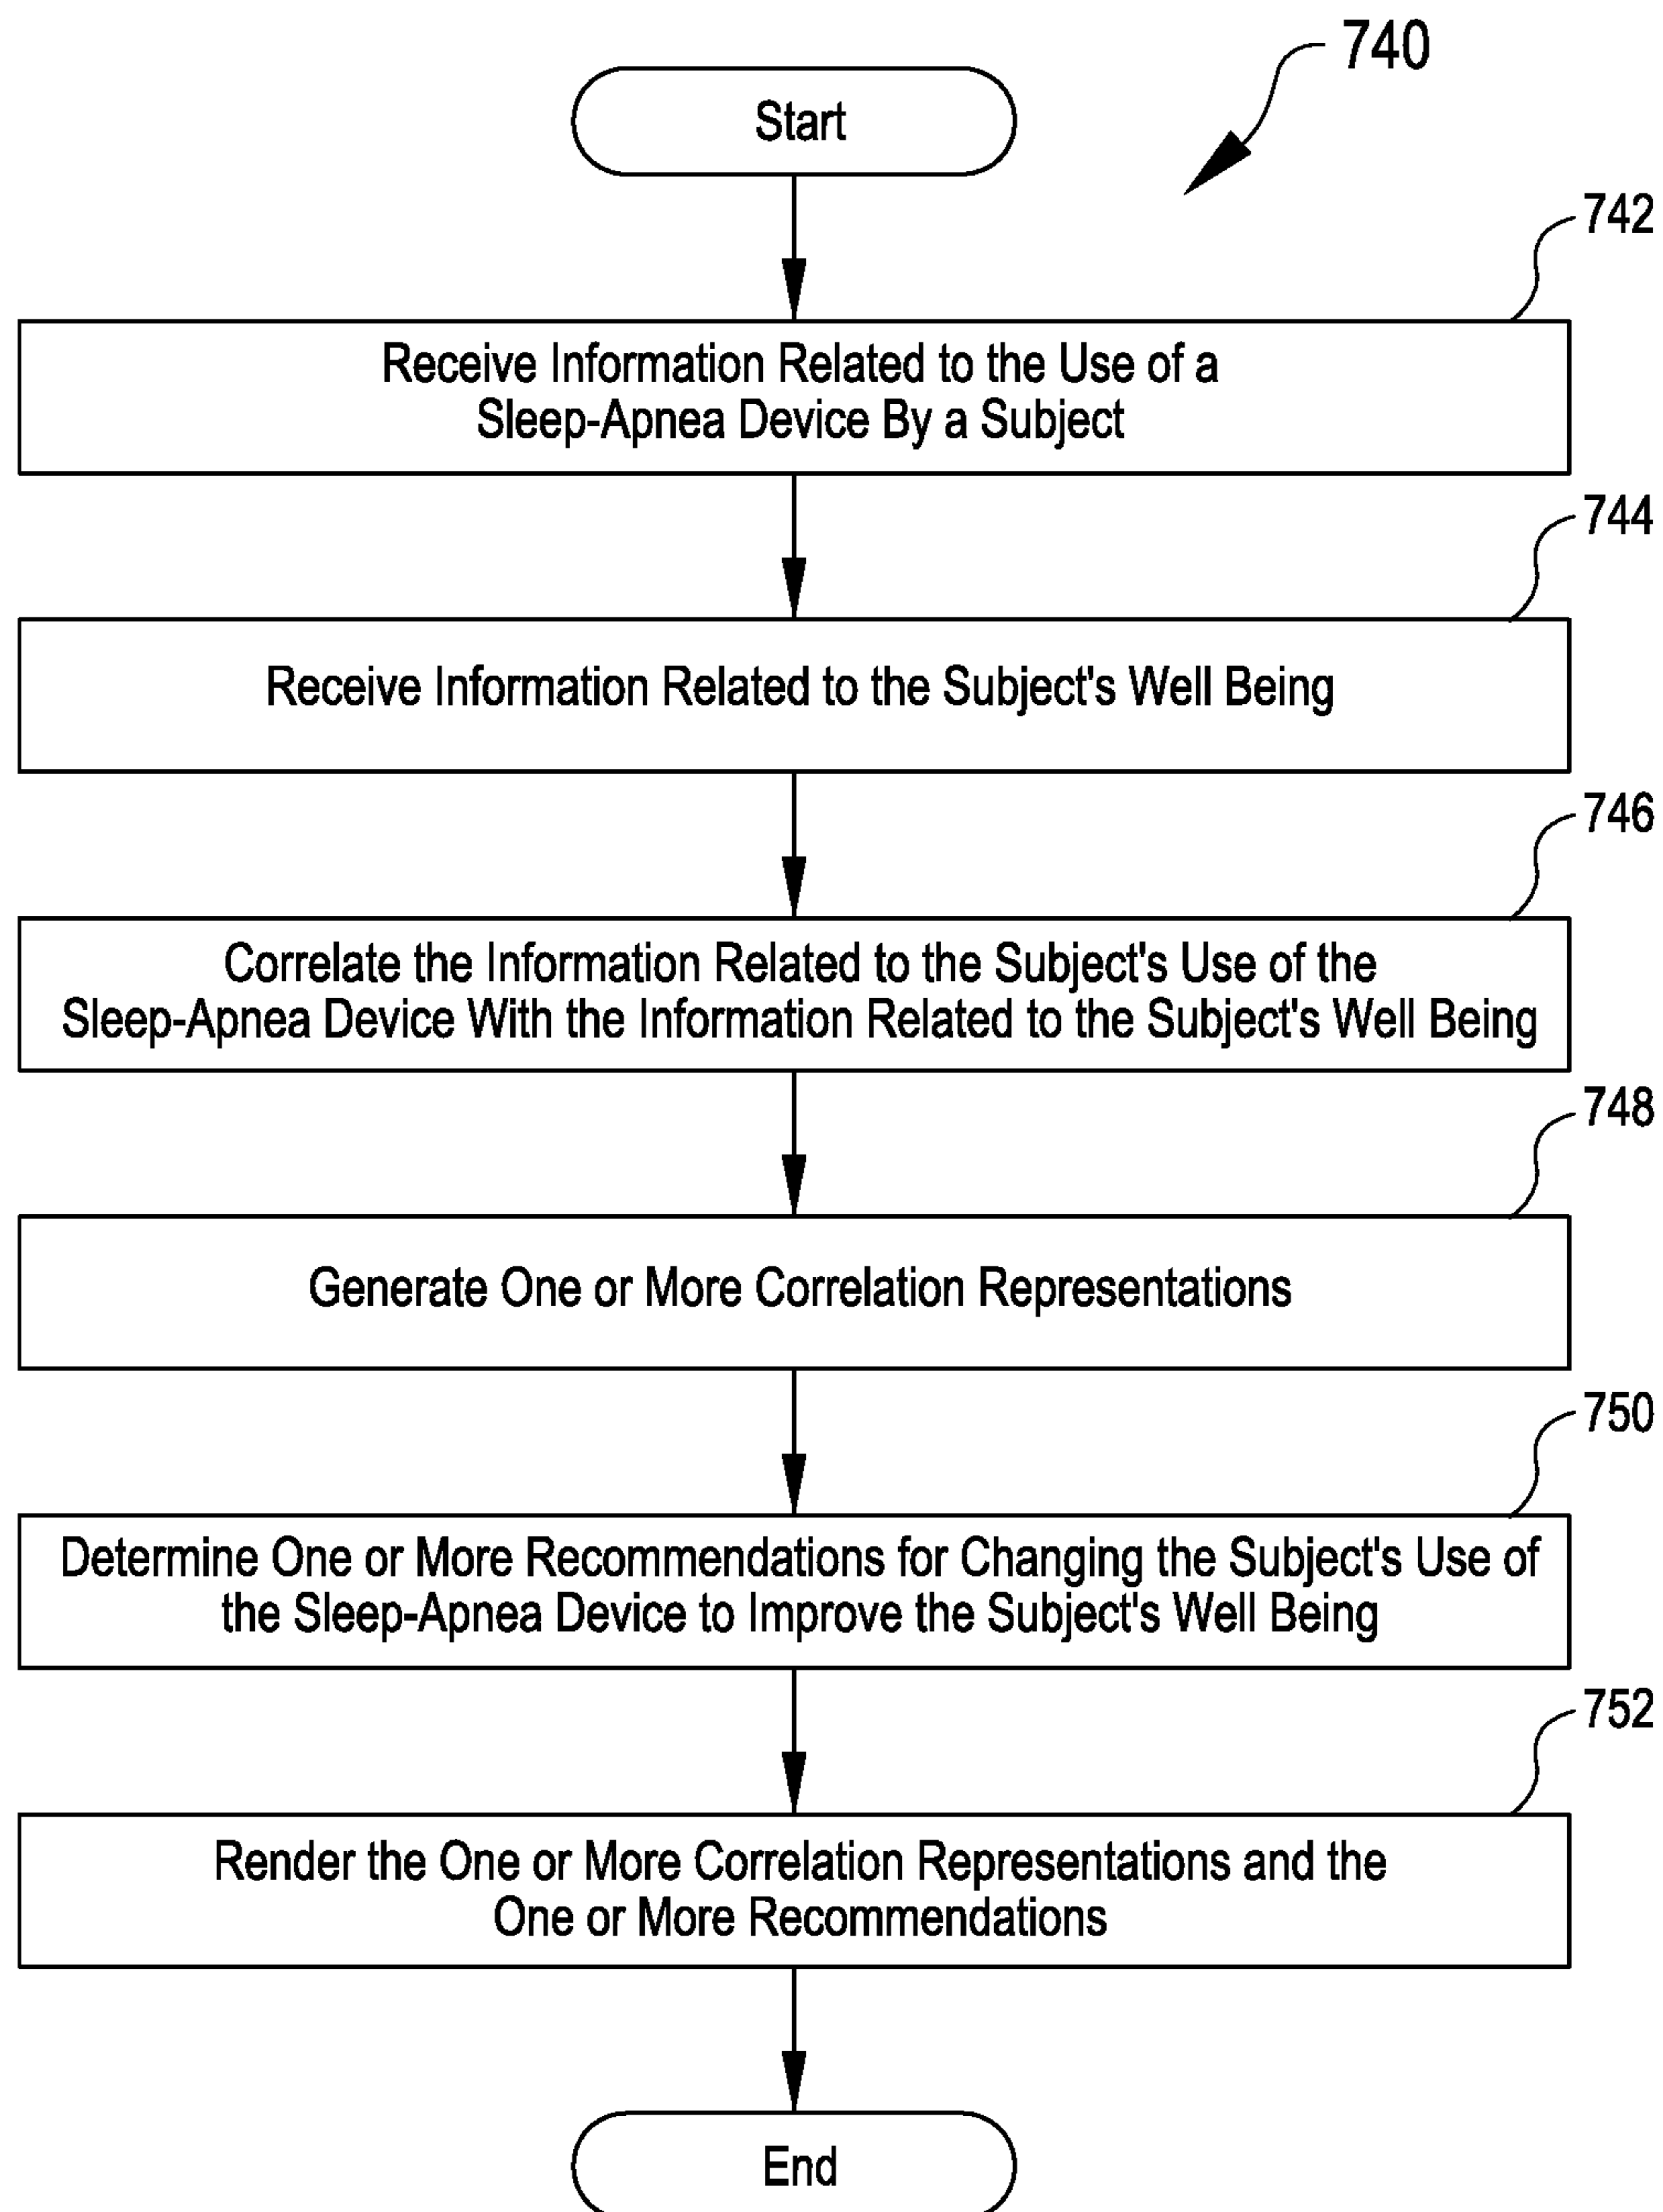 740
Start
742
Receive Information Related to the Use of a
Sleep-Apnea Device By a Subject
744
Receive Information Related to the Subject's Well Being
746
Correlate the Information Related to the Subject's Use of the
Sleep-Apnea Device With the Information Related to the Subject's Well Being
748
Generate One or More Correlation Representations
750
Determine One or More Recommendations for Changing the Subject's Use of
the Sleep-Apnea Device to Improve the Subject's Well Being
752
Render the One or More Correlation Representations and the
One or More Recommendations
End